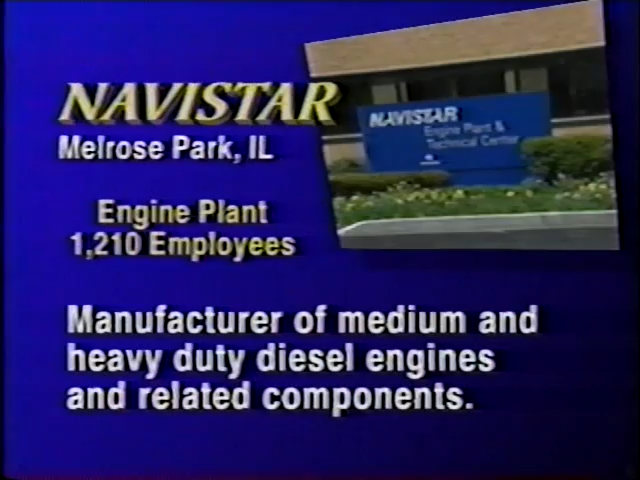 NAVISTAR
Melrose Park, IL
Engine Plant
1,210 Employees
NAVISTAR
Engine Plant &
Technical Center
Manufacturer of medium and
heavy duty diesel engines
and related components.